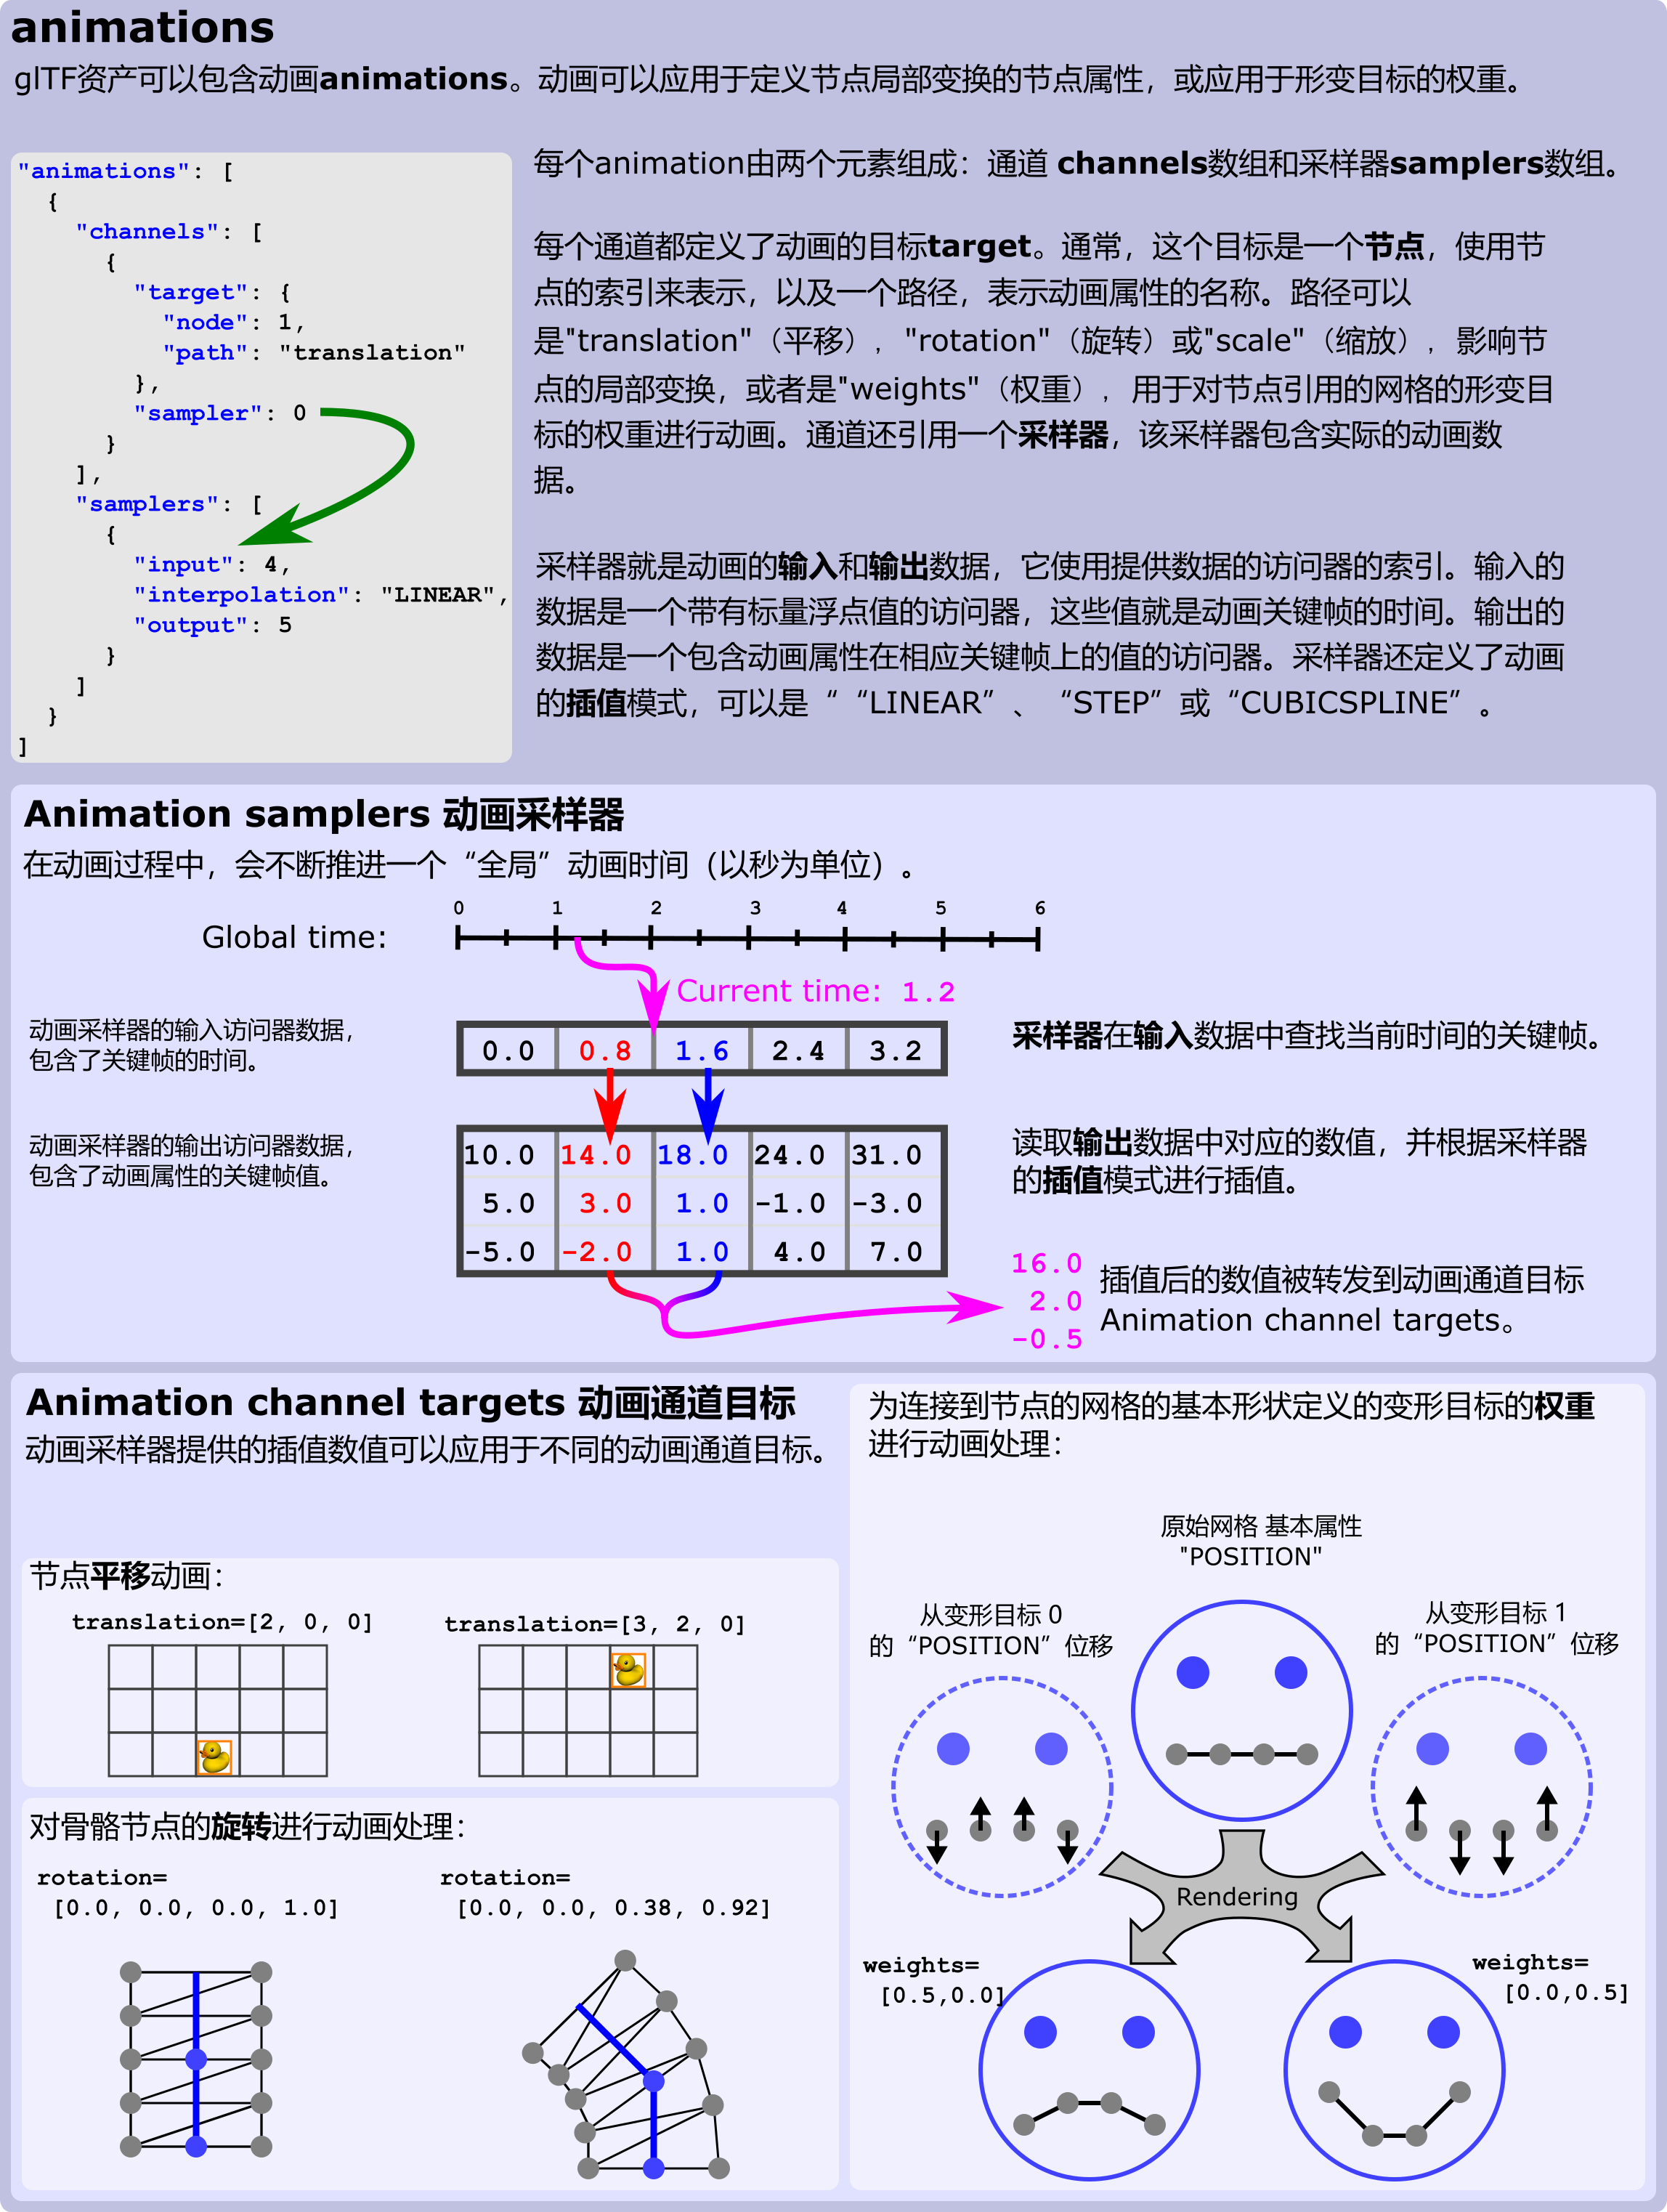 animations
glTF资产可以包含动画animations。动画可以应用于定义节点局部变换的节点属性，或应用于形变目标的权重。
"animations": [
  {
    "channels": [
      {
        "target": {
          "node": 1,
          "path": "translation"
        },
        "sampler": 0
      }
    ],
    "samplers": [
      {
        "input": 4,
        "interpolation": "LINEAR",
        "output": 5
      }
    ]
  }
]
每个animation由两个元素组成：通道 channels数组和采样器samplers数组。
每个通道都定义了动画的目标target。通常，这个目标是一个节点，使用节
点的索引来表示，以及一个路径，表示动画属性的名称。路径可以
是"translation"（平移），"rotation"（旋转）或"scale"（缩放），影响节
点的局部变换，或者是"weights"（权重），用于对节点引用的网格的形变目
标的权重进行动画。通道还引用一个采样器，该采样器包含实际的动画数
据。
采样器就是动画的输入和输出数据，它使用提供数据的访问器的索引。输入的
数据是一个带有标量浮点值的访问器，这些值就是动画关键帧的时间。输出的
数据是一个包含动画属性在相应关键帧上的值的访问器。采样器还定义了动画
的插值模式，可以是““LINEAR”、“STEP”或“CUBICSPLINE”。
Animation samplers 动画采样器
在动画过程中，会不断推进一个“全局”动画时间（以秒为单位）。
0 1 2 3 4 5 6
Global time:
Current time: 1.2
动画采样器的输入访问器数据，
包含了关键帧的时间。
0.0 0.8 1.6 2.4 3.2
采样器在输入数据中查找当前时间的关键帧。
动画采样器的输出访问器数据，
包含了动画属性的关键帧值。
10.0 14.0 18.0 24.0 31.0
5.0 3.0 1.0 -1.0 -3.0
-5.0 -2.0 1.0 4.0 7.0
读取输出数据中对应的数值，并根据采样器
的插值模式进行插值。
16.0
2.0
-0.5
插值后的数值被转发到动画通道目标
Animation channel targets。
Animation channel targets 动画通道目标
动画采样器提供的插值数值可以应用于不同的动画通道目标。
节点平移动画：
translation=[2, 0, 0]
translation=[3, 2, 0]
对骨骼节点的旋转进行动画处理：
rotation=
[0.0, 0.0, 0.0, 1.0]
rotation=
[0.0, 0.0, 0.38, 0.92]
为连接到节点的网格的基本形状定义的变形目标的权重
进行动画处理：
原始网格 基本属性
"POSITION"
从变形目标 0
的“POSITION”位移
从变形目标 1
的“POSITION”位移
Rendering
weights=
[0.5,0.0]
weights=
[0.0,0.5]